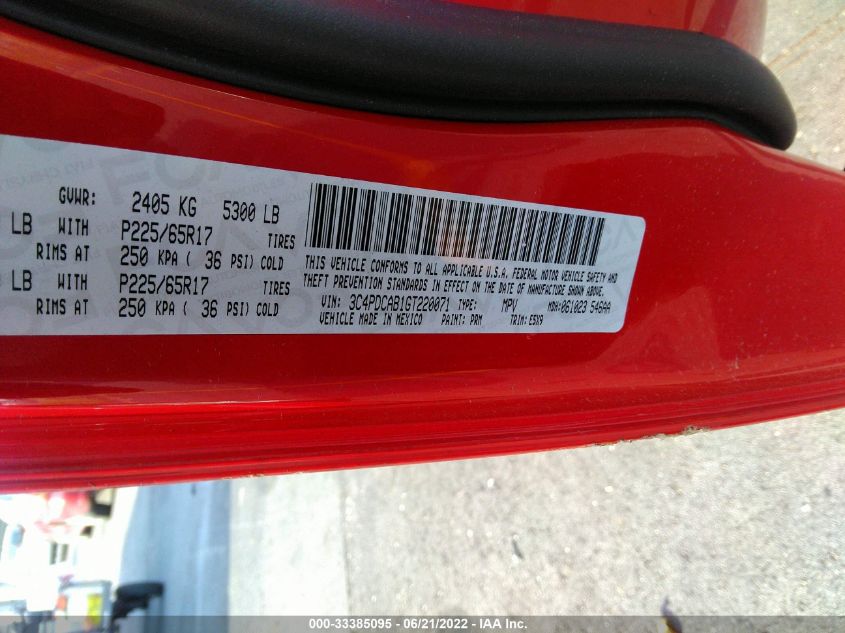 GVWR: 2405 KG 5300 LB
LB WITH P225/65R17 TIRES
RIMS AT 250 KPA ( 36 PSI) COLD
LB WITH P225/65R17 TIRES
RIMS AT 250 KPA ( 36 PSI) COLD
THIS VEHICLE CONFORMS TO ALL APPLICABLE U.S.A. FEDERAL MOTOR VEHICLE SAFETY AND
THEFT PREVENTION STANDARDS IN EFFECT ON THE DATE OF MANUFACTURE SHOWN ABOVE.
VIN: 3C4PDCAB1GT220071 TYPE: MPV MDH:061023 546AA
VEHICLE MADE IN MEXICO PAINT: PRM TRIM: E5X9
000-33385095 - 06/21/2022 - IAA Inc.